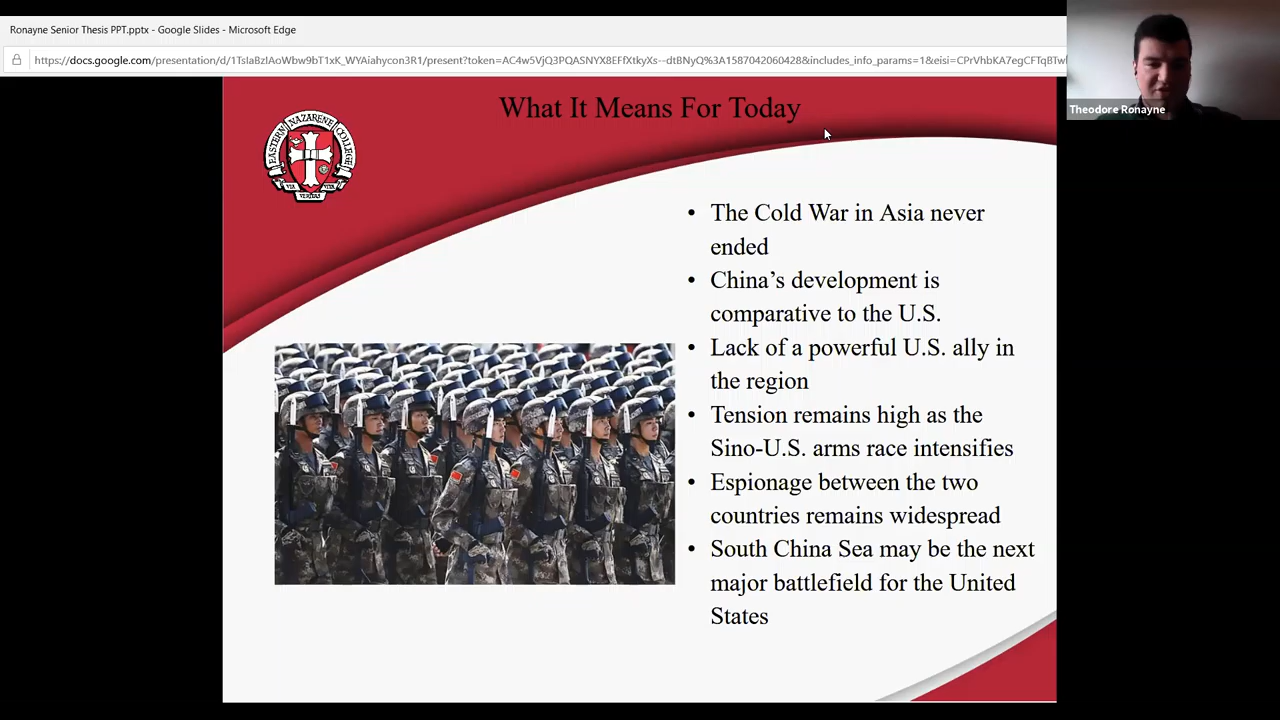 Ronayne Senior Thesis PPT.pptx - Google Slides - Microsoft Edge
Theodore Ronayne
What It Means For Today
EASTERN NAZARENE COLLEGE
VIA
VITA
VERITAS
• The Cold War in Asia never
ended
• China’s development is
comparative to the U.S.
• Lack of a powerful U.S. ally in
the region
• Tension remains high as the
Sino-U.S. arms race intensifies
• Espionage between the two
countries remains widespread
• South China Sea may be the next
major battlefield for the United
States